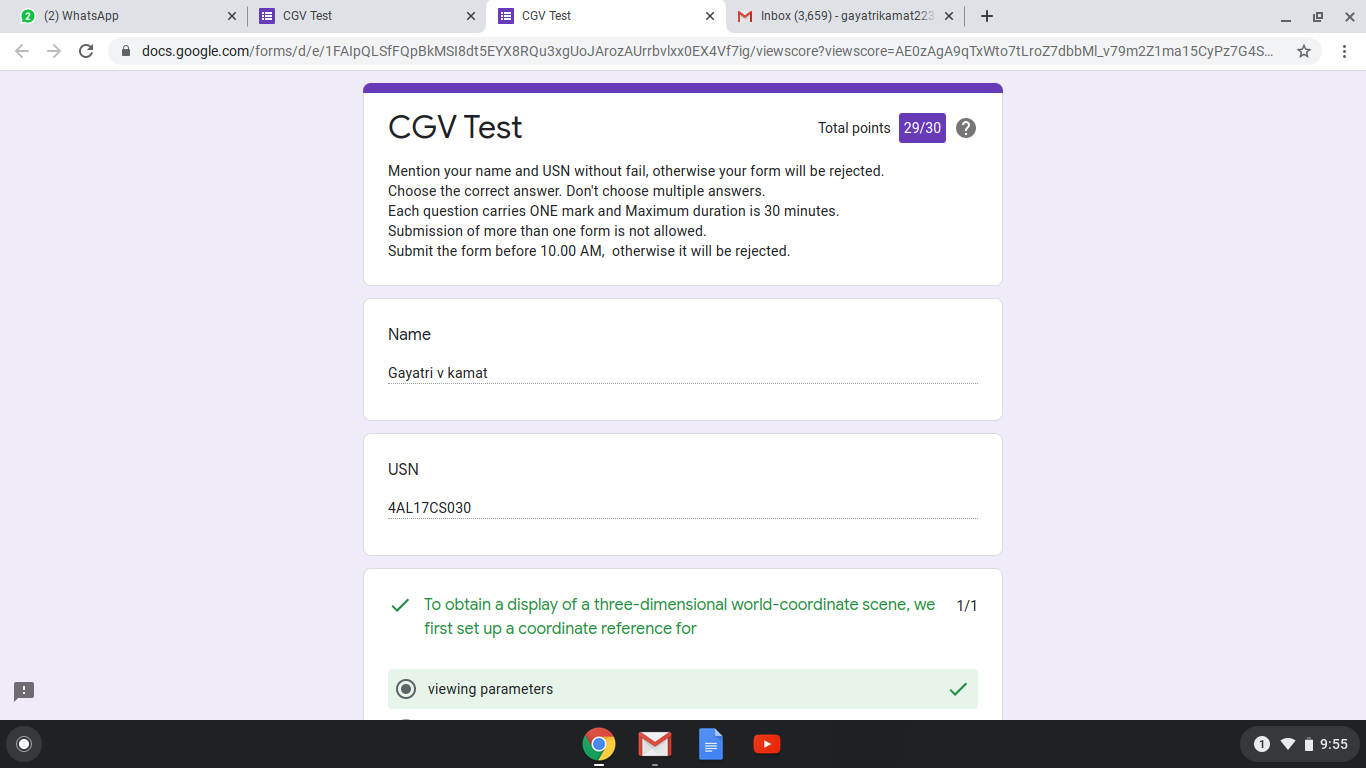 2 (2) WhatsApp
CGV Test
CGV Test
Inbox (3,659) - gayatrikamat223
docs.google.com/forms/d/e/1FAIpQLSfFQpBkMSI8dt5EYX8RQu3xgUoJArozAUrrbvlxx0EX4Vf7ig/viewscore?viewscore=AE0zAgA9qTxWto7tLroZ7dbbMl_v79m2Z1ma15CyPz7G4S...
CGV Test
Total points 29/30 ?
Mention your name and USN without fail, otherwise your form will be rejected.
Choose the correct answer. Don't choose multiple answers.
Each question carries ONE mark and Maximum duration is 30 minutes.
Submission of more than one form is not allowed.
Submit the form before 10.00 AM,  otherwise it will be rejected.
Name
Gayatri v kamat
USN
4AL17CS030
To obtain a display of a three-dimensional world-coordinate scene, we
first set up a coordinate reference for
1/1
viewing parameters
1 9:55